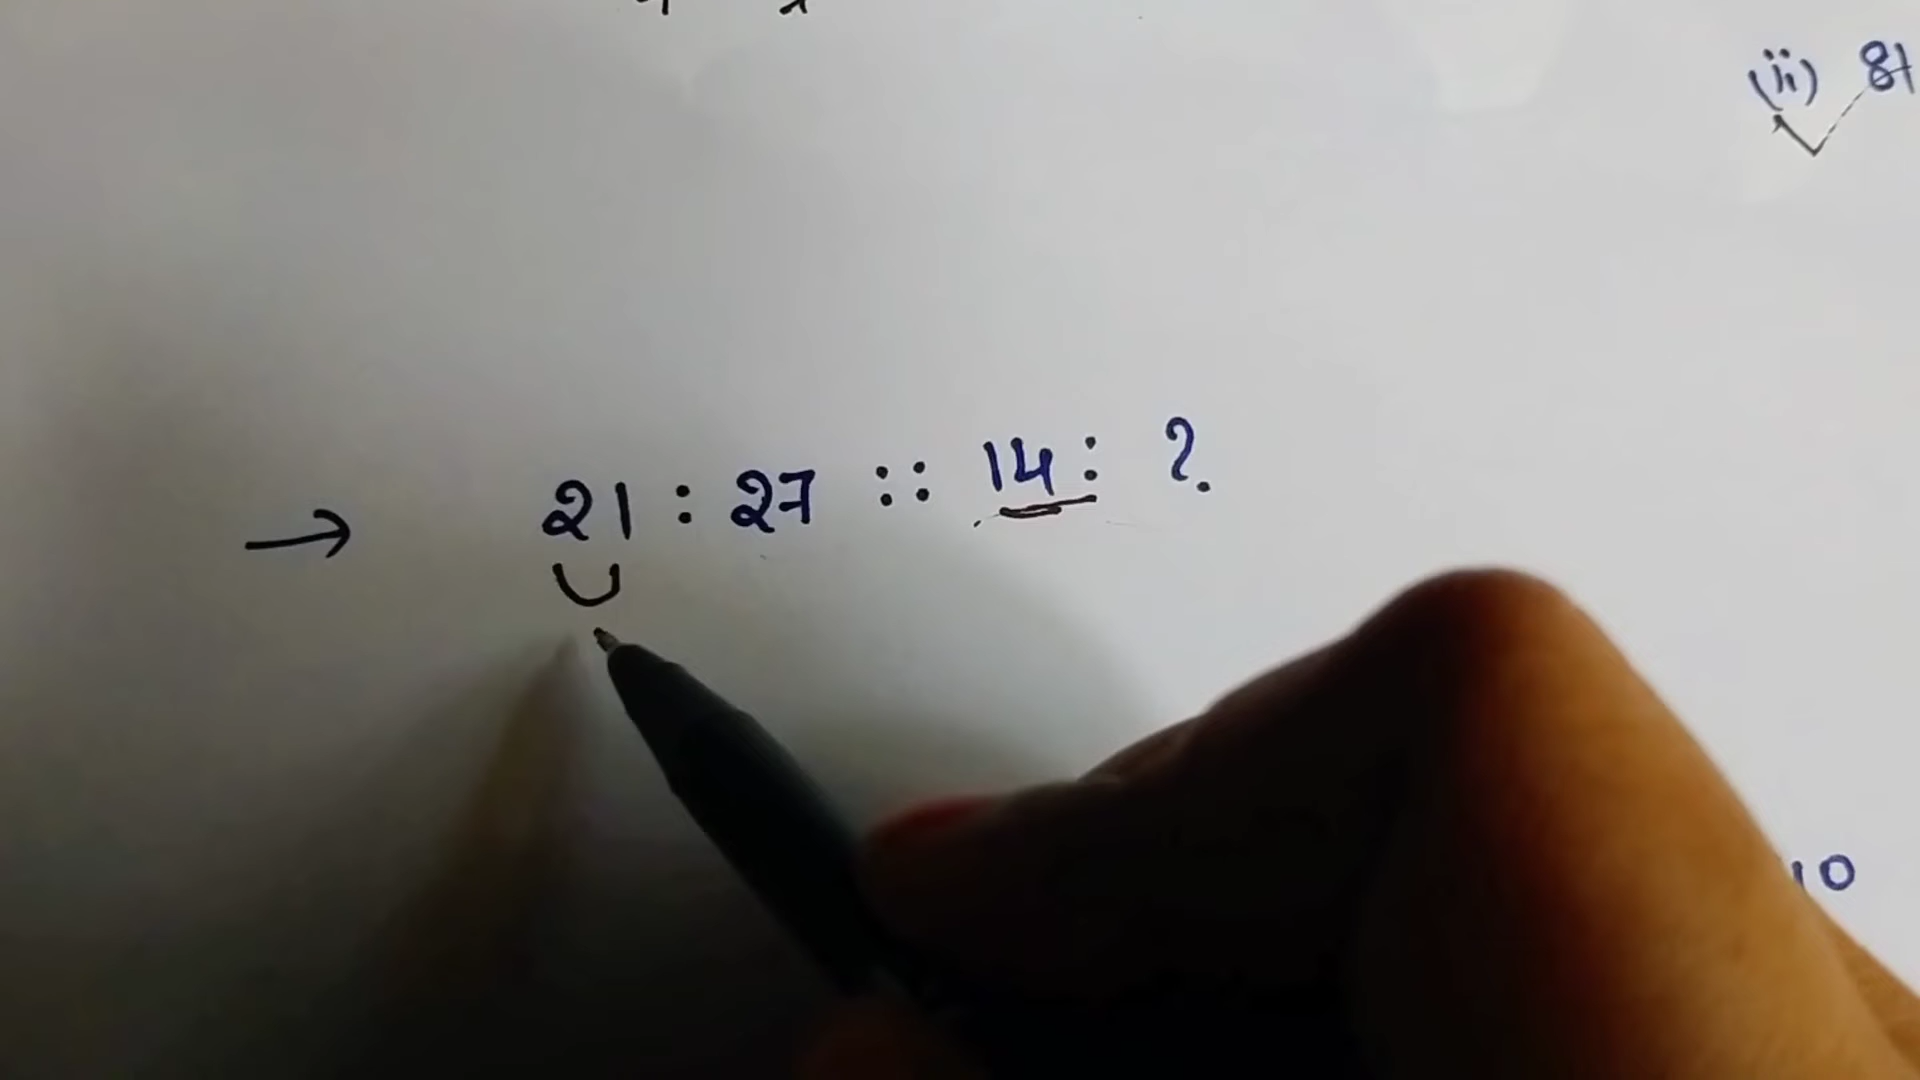 (ii) 81
→ 21 : 27 :: 14 : ?
10